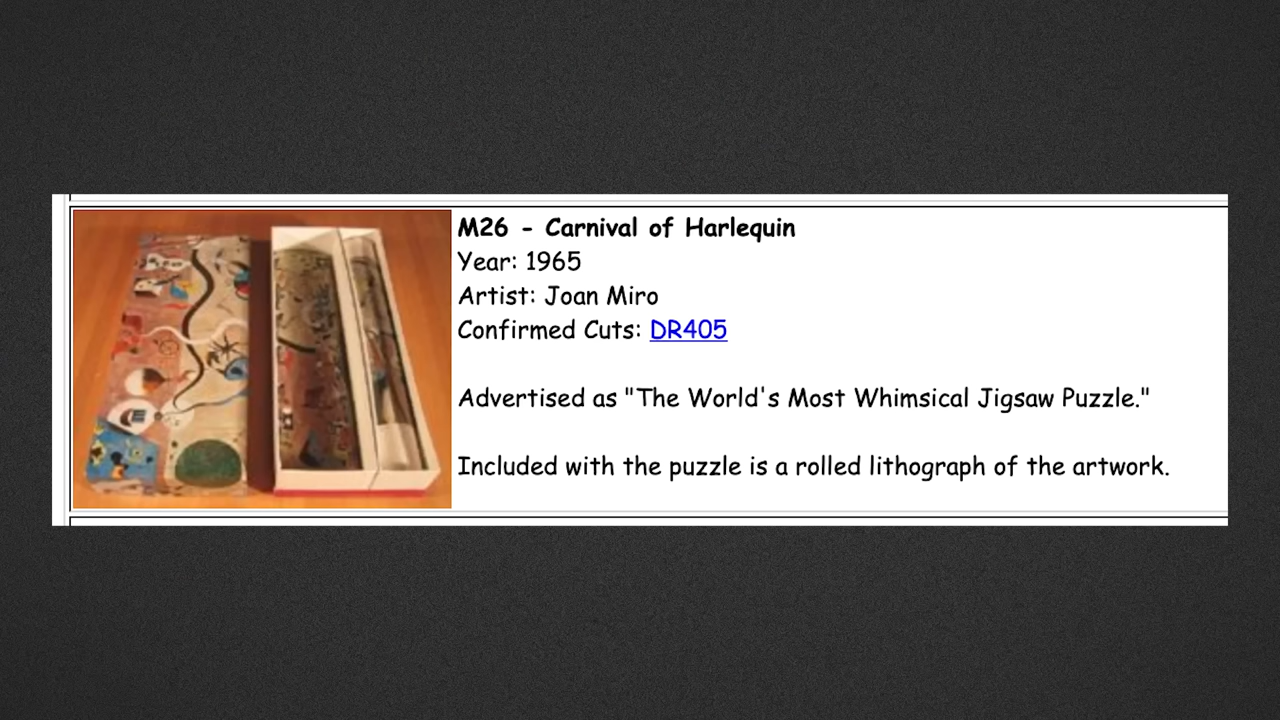 M26 - Carnival of Harlequin
Year: 1965
Artist: Joan Miro
Confirmed Cuts: DR405
Advertised as "The World's Most Whimsical Jigsaw Puzzle."
Included with the puzzle is a rolled lithograph of the artwork.